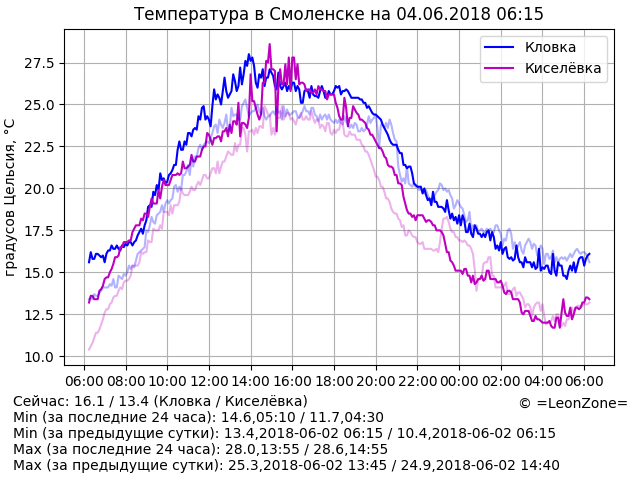 Температура в Смоленске на 04.06.2018 06:15
Кловка
Киселёвка
градусов Цельсия, °C
27.5
25.0
22.5
20.0
17.5
15.0
12.5
10.0
06:00 08:00 10:00 12:00 14:00 16:00 18:00 20:00 22:00 00:00 02:00 04:00 06:00
Сейчас: 16.1 / 13.4 (Кловка / Киселёвка)
© =LeonZone=
Min (за последние 24 часа): 14.6,05:10 / 11.7,04:30
Min (за предыдущие сутки): 13.4,2018-06-02 06:15 / 10.4,2018-06-02 06:15
Max (за последние 24 часа): 28.0,13:55 / 28.6,14:55
Max (за предыдущие сутки): 25.3,2018-06-02 13:45 / 24.9,2018-06-02 14:40